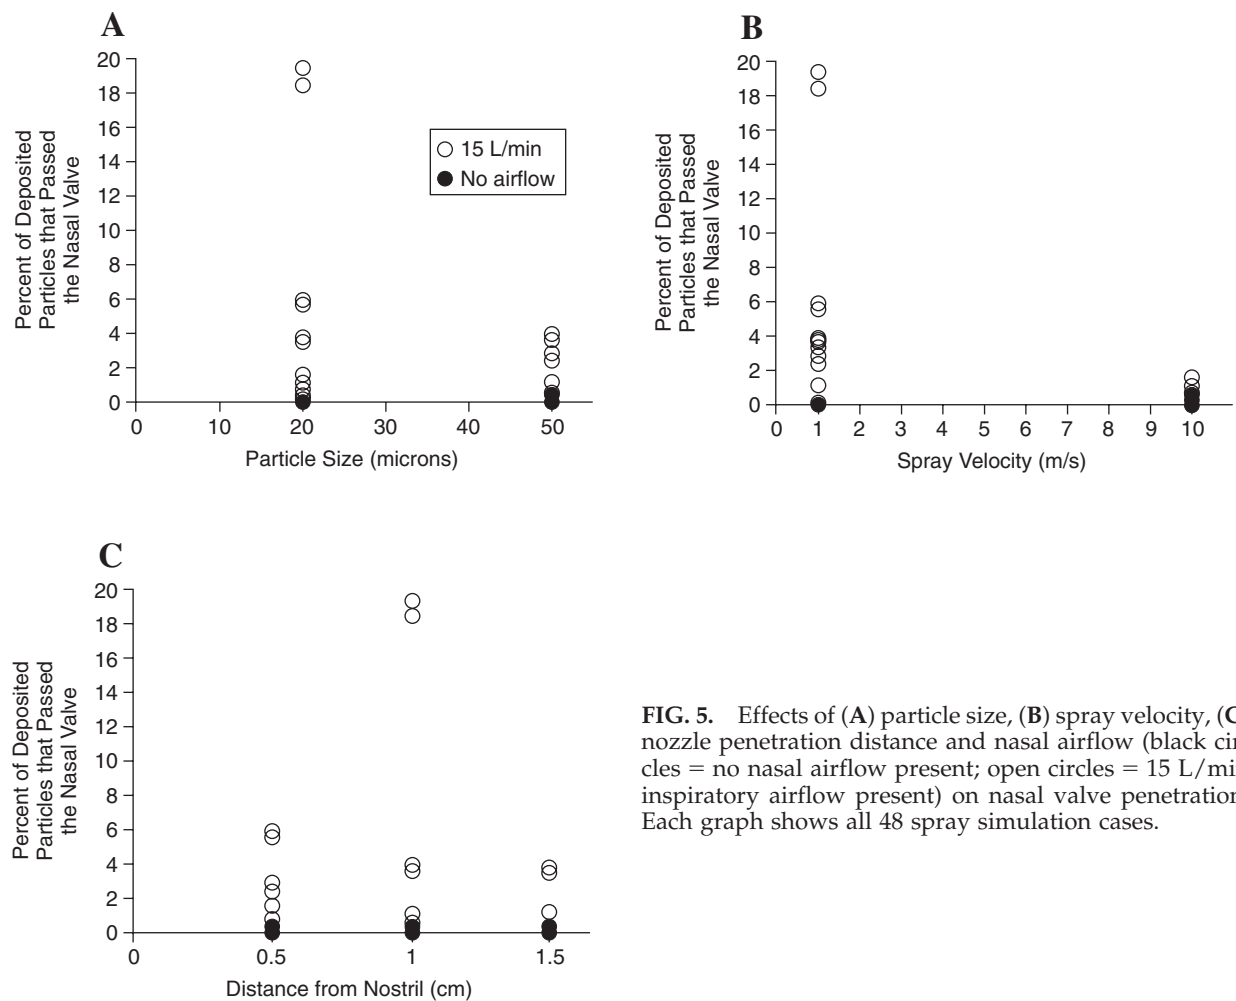 A
20
18
16
14
12
10
8
6
4
2
0
Percent of Deposited
Particles that Passed
the Nasal Valve
15 L/min
No airflow
0 10 20 30 40 50
Particle Size (microns)
B
20
18
16
14
12
10
8
6
4
2
0
Percent of Deposited
Particles that Passed
the Nasal Valve
0 1 2 3 4 5 6 7 8 9 10
Spray Velocity (m/s)
C
20
18
16
14
12
10
8
6
4
2
0
Percent of Deposited
Particles that Passed
the Nasal Valve
0 0.5 1 1.5
Distance from Nostril (cm)
FIG. 5. Effects of (A) particle size, (B) spray velocity, (C
nozzle penetration distance and nasal airflow (black cir
cles = no nasal airflow present; open circles = 15 L/mi
inspiratory airflow present) on nasal valve penetration
Each graph shows all 48 spray simulation cases.